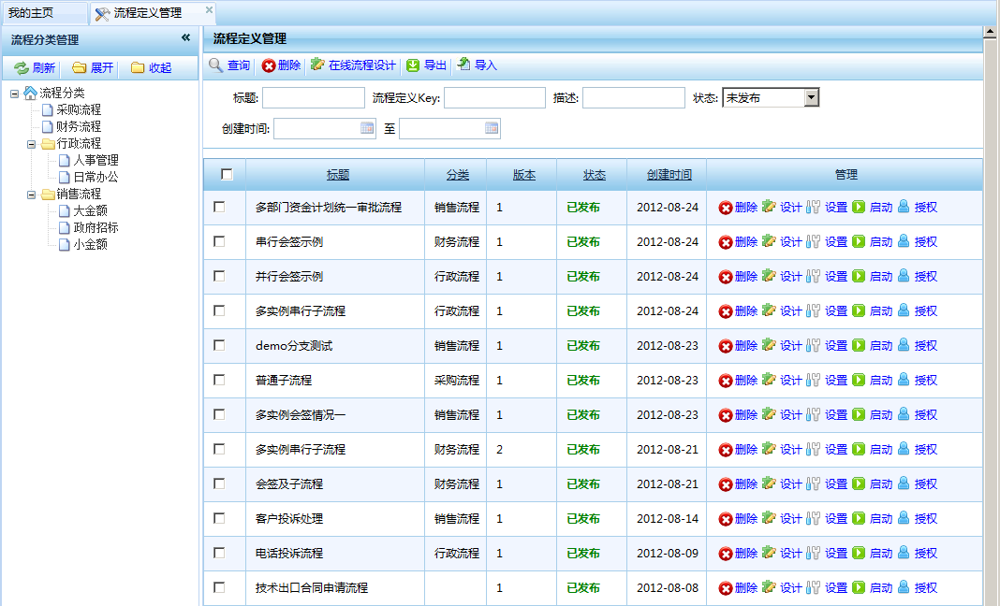 我的主页 流程定义管理
流程分类管理
刷新 展开 收起
流程分类
采购流程
财务流程
行政流程
人事管理
日常办公
销售流程
大金额
政府招标
小金额
流程定义管理
查询 删除 在线流程设计 导出 导入
标题: 流程定义Key: 描述: 状态: 未发布
创建时间: 至
标题 分类 版本 状态 创建时间 管理
多部门资金计划统一审批流程 销售流程 1 已发布 2012-08-24 删除 设计 设置 启动 授权
串行会签示例 财务流程 1 已发布 2012-08-24 删除 设计 设置 启动 授权
并行会签示例 行政流程 1 已发布 2012-08-24 删除 设计 设置 启动 授权
多实例串行子流程 行政流程 1 已发布 2012-08-24 删除 设计 设置 启动 授权
demo分支测试 销售流程 1 已发布 2012-08-23 删除 设计 设置 启动 授权
普通子流程 采购流程 1 已发布 2012-08-23 删除 设计 设置 启动 授权
多实例会签情况一 销售流程 1 已发布 2012-08-23 删除 设计 设置 启动 授权
多实例串行子流程 财务流程 2 已发布 2012-08-21 删除 设计 设置 启动 授权
会签及子流程 财务流程 1 已发布 2012-08-21 删除 设计 设置 启动 授权
客户投诉处理 销售流程 1 已发布 2012-08-14 删除 设计 设置 启动 授权
电话投诉流程 行政流程 1 已发布 2012-08-09 删除 设计 设置 启动 授权
技术出口合同申请流程 1 已发布 2012-08-08 删除 设计 设置 启动 授权